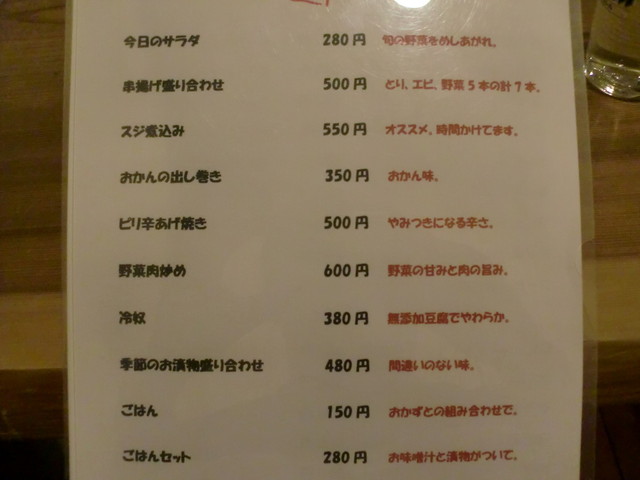 今日のサラダ 280円 旬の野菜をめしあがれ。
串揚げ盛り合わせ 500円 とり、エビ、野菜5本の計7本。
スジ煮込み 550円 オススメ。時間かけてます。
おかんの出し巻き 350円 おかん味。
ピリ辛あげ焼き 500円 やみつきになる辛さ。
野菜肉炒め 600円 野菜の甘みと肉の旨み。
冷奴 380円 無添加豆腐でやわらか。
季節のお漬物盛り合わせ 480円 間違いのない味。
ごはん 150円 おかずとの組み合わせで。
ごはんセット 280円 お味噌汁と漬物がついて。